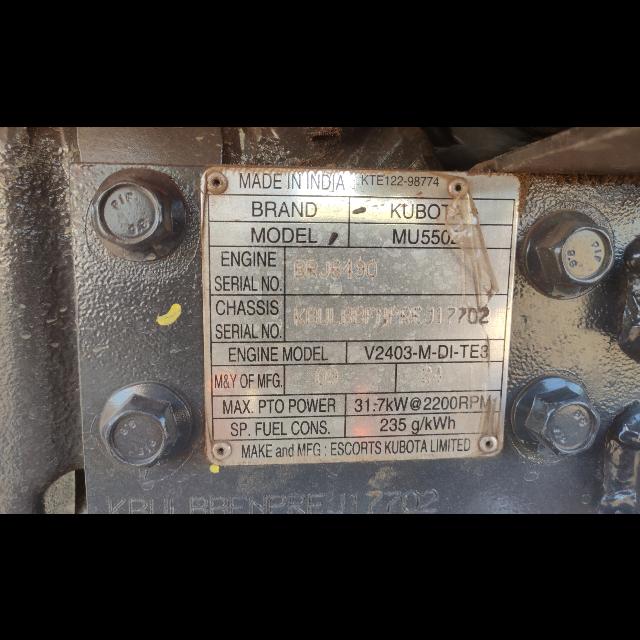 MADE IN INDIA KTE122-98774
BRAND KUBOTA
MODEL MU5502
ENGINE
SERIAL NO. BRJ6490
CHASSIS
SERIAL NO.
ENGINE MODEL V2403-M-DI-TE3
M&Y OF MFG.
MAX. PTO POWER 31.7kW@2200RPM
SP. FUEL CONS. 235 g/kWh
MAKE and MFG : ESCORTS KUBOTA LIMITED